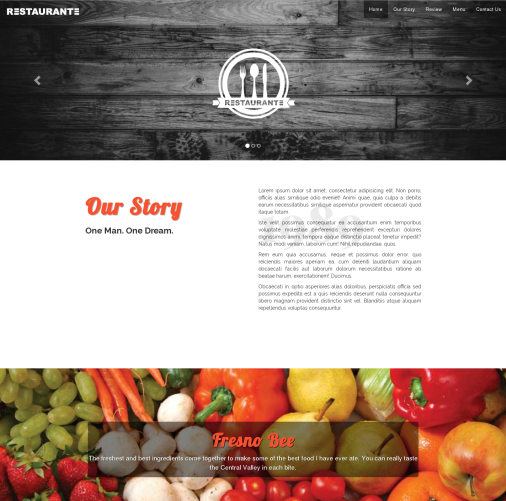 RESTAURANTE
Home Our Story Review Menu Contact Us
RESTAURANTE
Our Story
One Man. One Dream.
Lorem ipsum dolor sit amet, consectetur adipisicing elit. Non porro,
officiis alias similique odio eveniet! Animi quae, quia culpa a debitis
earum necessitatibus similique aspernatur provident obcaecati quod
itaque totam.
Iste velit possimus consequatur ea accusantium enim temporibus
voluptate molestiae perferendis reprehenderit excepturi dolores
dignissimos animi, tempora eaque distinctio placeat tenetur impedit?
Natus modi veniam, laborum cum! Nihil, repudiandae, quos.
Rem eum quia accusamus, neque et possimus dolor error, quo
reiciendis maiores aperiam ea, cum deleniti laudantium aliquam
obcaecati facilis aut laborum dolorum necessitatibus ratione ab
beatae harum, exercitationem! Ducimus.
Obcaecati in, optio asperiores alias doloribus, perspiciatis officia sed
possimus expedita est a quis reiciendis deserunt nulla consequuntur
libero magnam provident distinctio sint vel. Blanditiis atque aliquam
repellendus voluptas consequuntur.
Fresno Bee
The freshest and best ingredients come together to make some of the best food I have ever ate. You can really taste
the Central Valley in each bite.